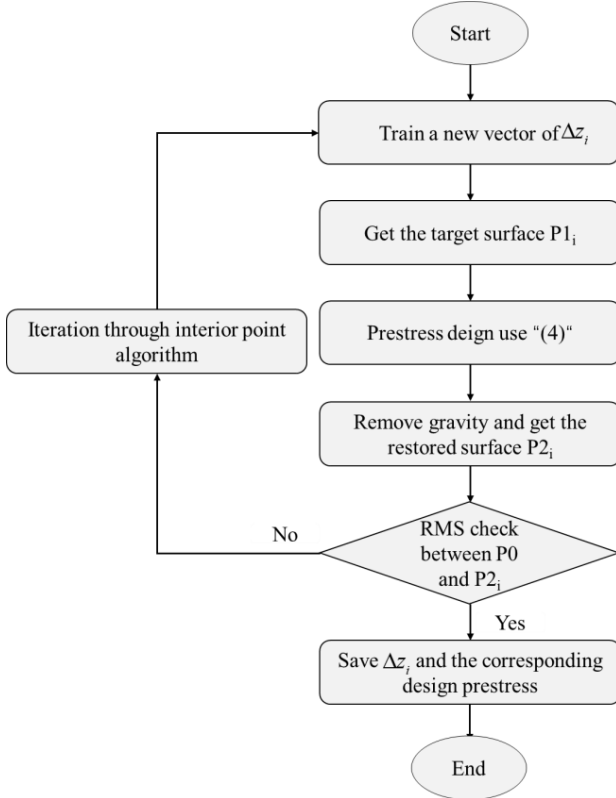 Start
Train a new vector of Δz_i
Get the target surface P1_i
Prestress deign use "(4)"
Iteration through interior point
algorithm
Remove gravity and get the
restored surface P2_i
No
RMS check
between P0
and P2_i
Yes
Save Δz_i and the corresponding
design prestress
End